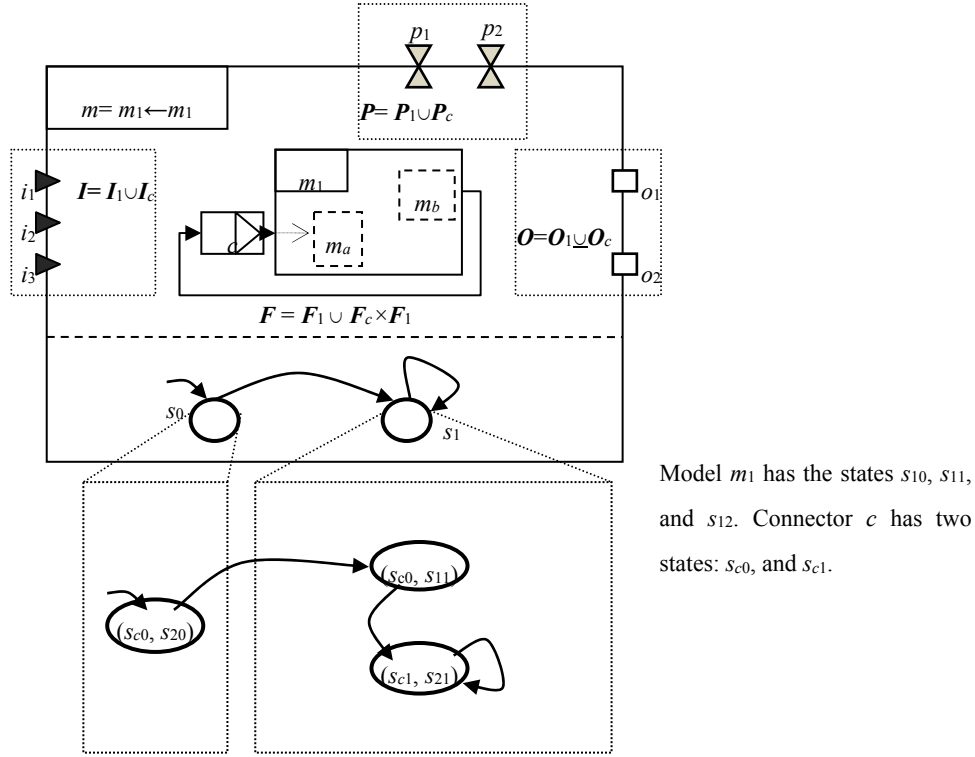 p1 p2
m= m1←m1
P= P1∪Pc
i1
I= I1∪Ic
i2
i3
m1
mb
c
ma
o1
O=O1∪Oc
o2
F = F1 ∪ Fc×F1
s0
s1
Model m1 has the states s10, s11,
and s12. Connector c has two
states: sc0, and sc1.
(sc0, s11)
(sc0, s20)
(sc1, s21)